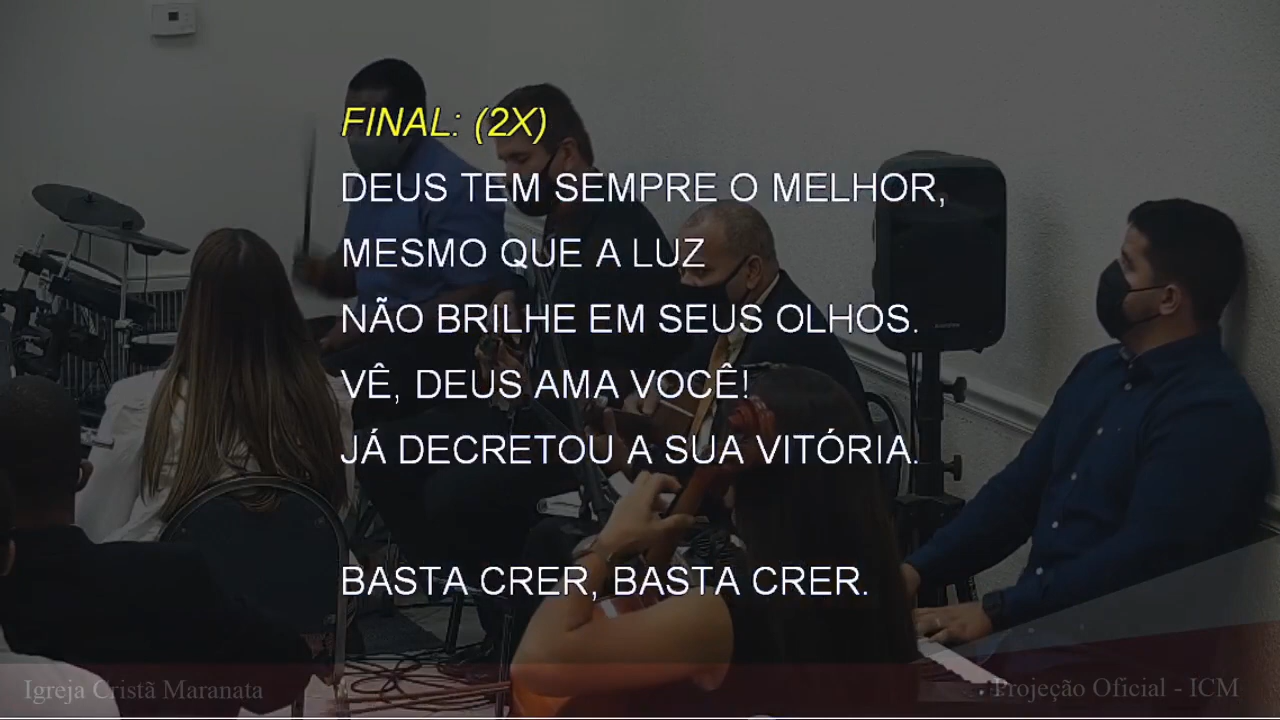 FINAL: (2X)
DEUS TEM SEMPRE O MELHOR,
MESMO QUE A LUZ
NÃO BRILHE EM SEUS OLHOS.
VÊ, DEUS AMA VOCÊ!
JÁ DECRETOU A SUA VITÓRIA.
BASTA CRER, BASTA CRER.
Igreja Cristã Maranata
Projeção Oficial - ICM